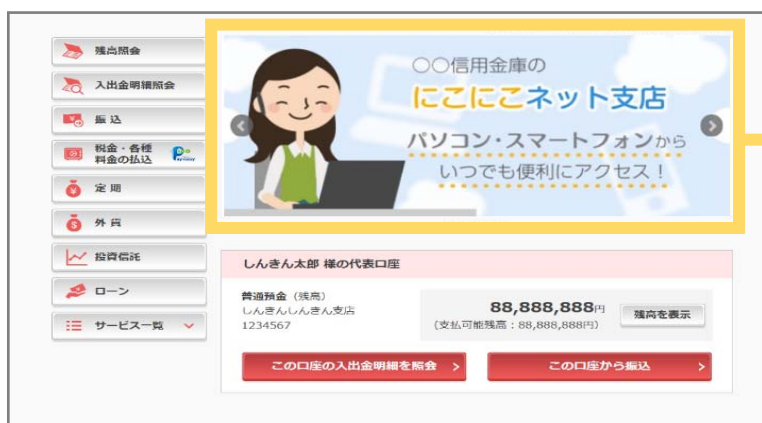 残高照会
入出金明細照会
振込
税金・各種
料金の払込
定期
外貨
投資信託
ローン
サービス一覧
〇〇信用金庫の
にこにこネット支店
パソコン・スマートフォンから
いつでも便利にアクセス！
しんきん太郎 様の代表口座
普通預金（残高）
しんきんしんきん支店
1234567
88,888,888円
（支払可能残高：88,888,888円）
残高を表示
この口座の入出金明細を照会
この口座から振込